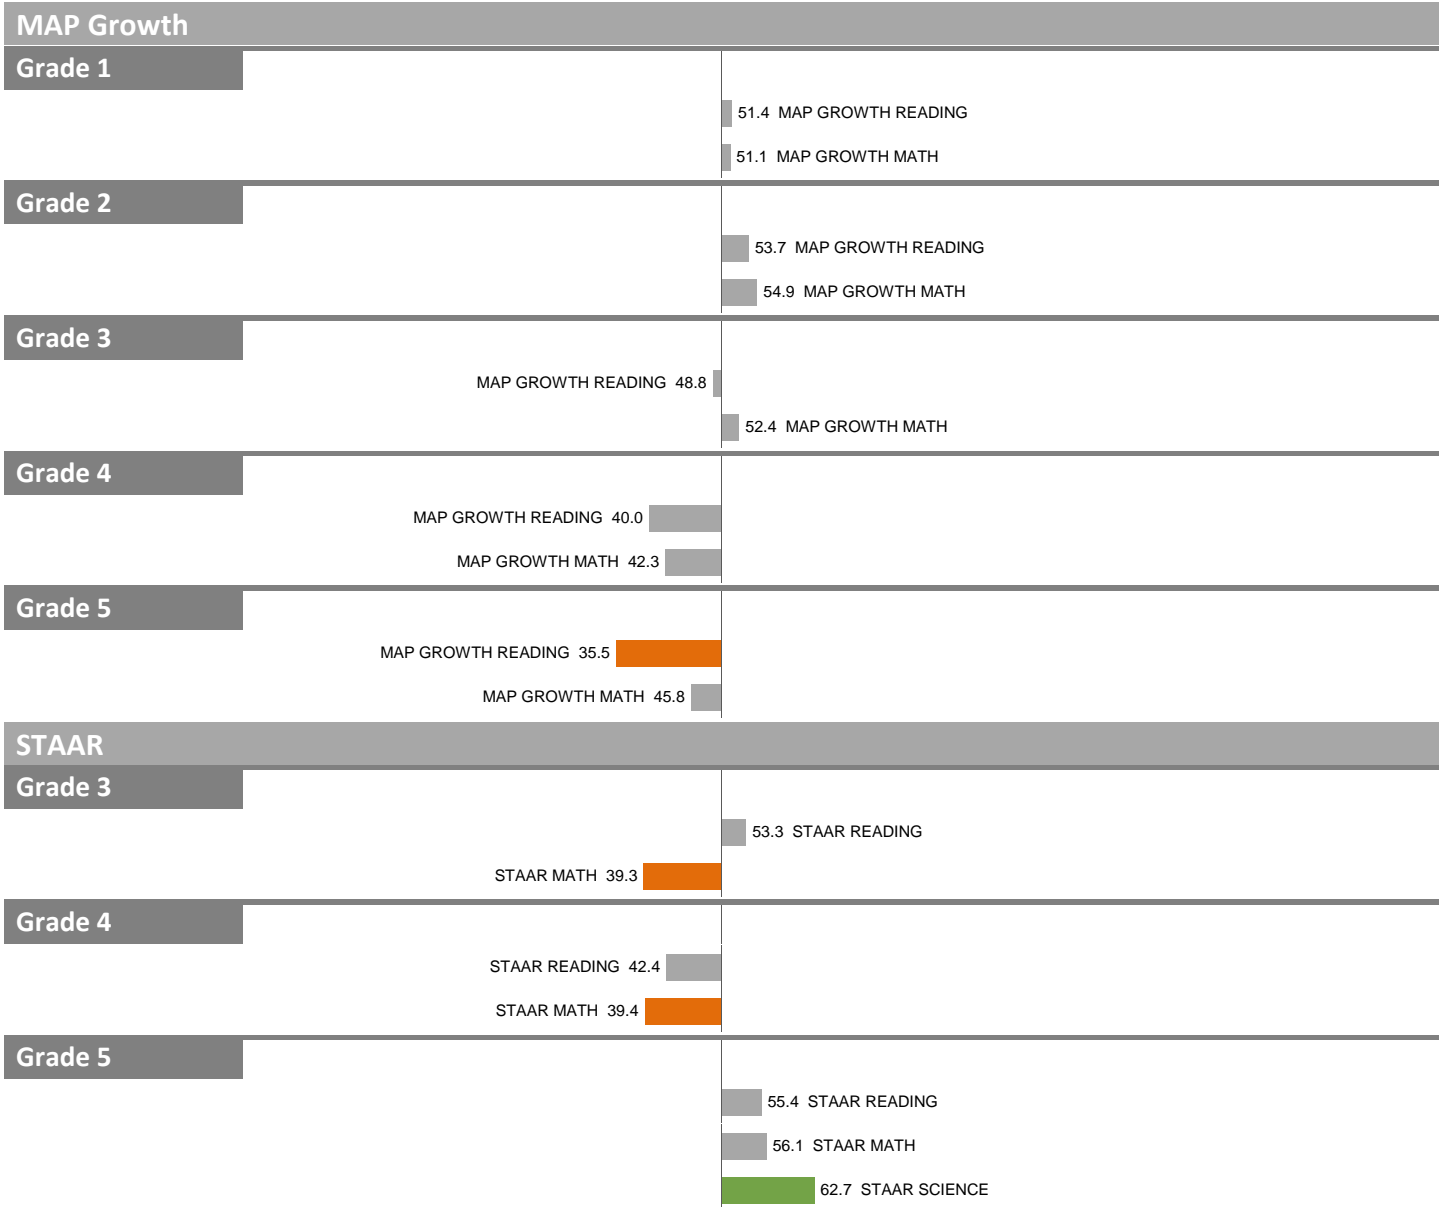 MAP Growth
Grade 1
51.4 MAP GROWTH READING
51.1 MAP GROWTH MATH
Grade 2
53.7 MAP GROWTH READING
54.9 MAP GROWTH MATH
Grade 3
MAP GROWTH READING 48.8
52.4 MAP GROWTH MATH
Grade 4
MAP GROWTH READING 40.0
MAP GROWTH MATH 42.3
Grade 5
MAP GROWTH READING 35.5
MAP GROWTH MATH 45.8
STAAR
Grade 3
53.3 STAAR READING
STAAR MATH 39.3
Grade 4
STAAR READING 42.4
STAAR MATH 39.4
Grade 5
55.4 STAAR READING
56.1 STAAR MATH
62.7 STAAR SCIENCE